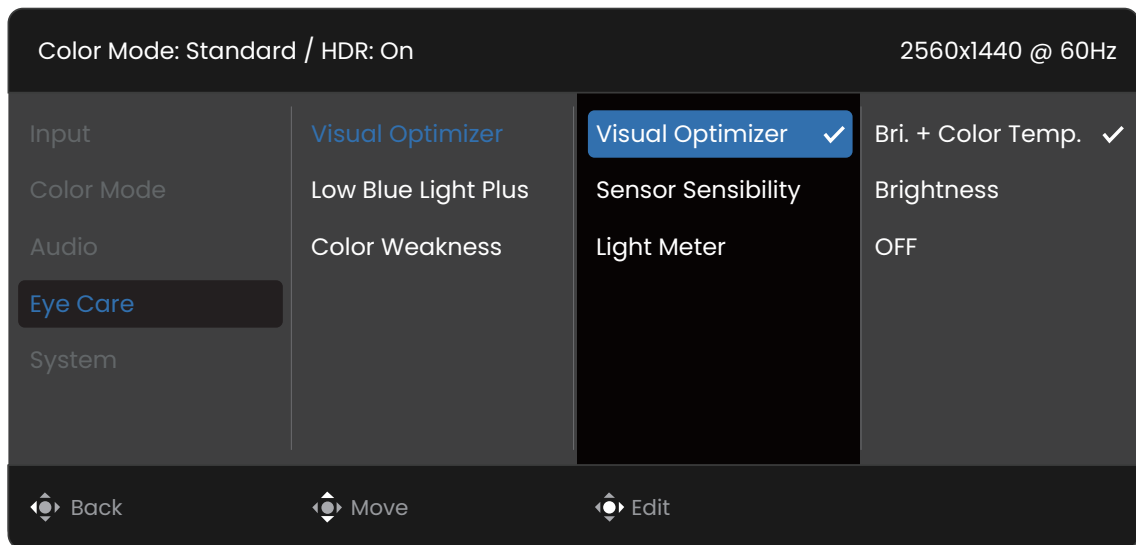 Color Mode: Standard / HDR: On
2560x1440 @ 60Hz
Input
Color Mode
Audio
Eye Care
System
Visual Optimizer
Low Blue Light Plus
Color Weakness
Visual Optimizer
Sensor Sensibility
Light Meter
Bri. + Color Temp.
Brightness
OFF
Back
Move
Edit